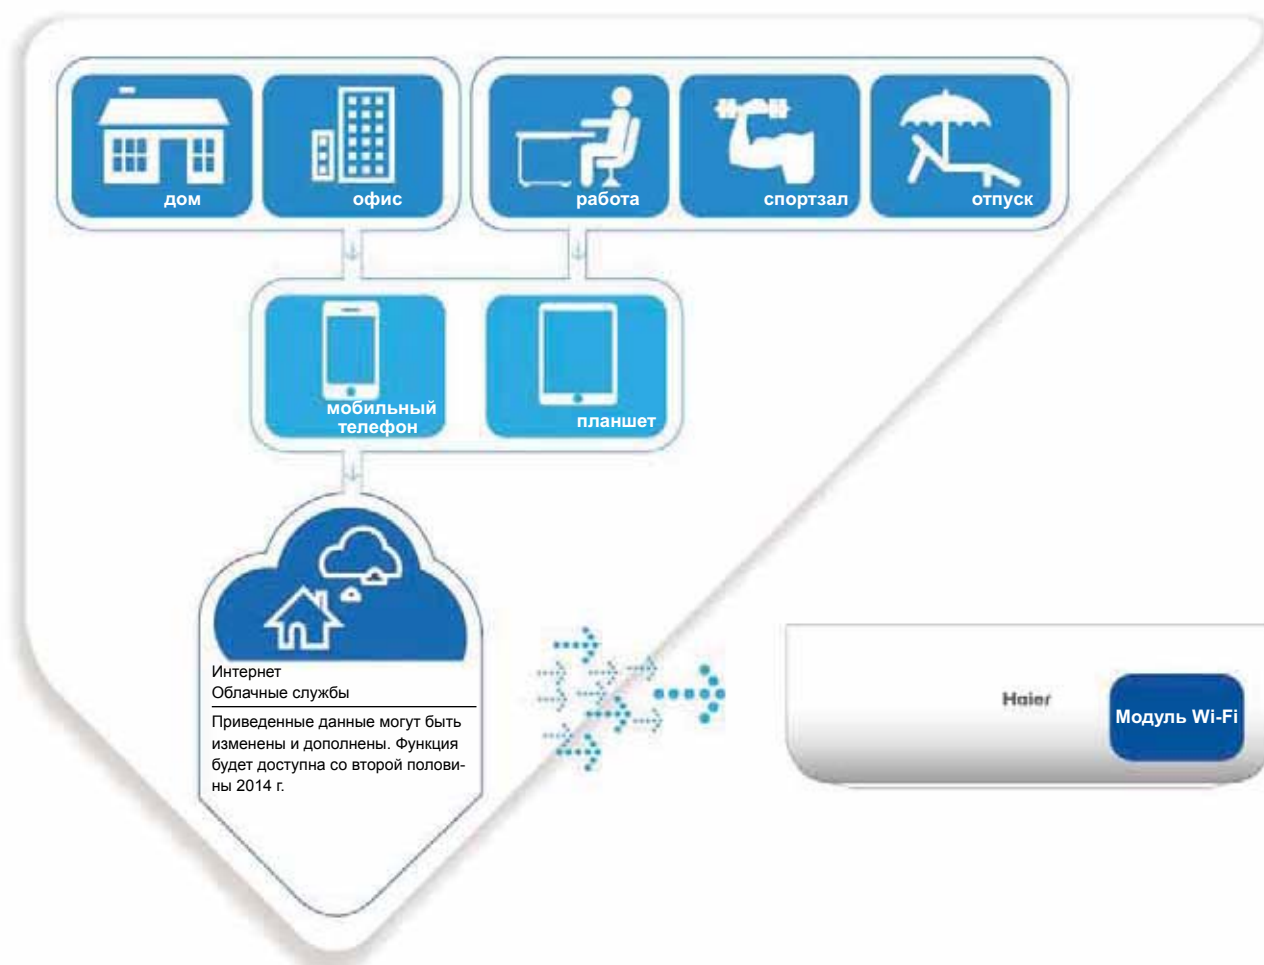 дом
офис
работа
спортзал
отпуск
мобильный
телефон
планшет
Интернет
Облачные службы
Приведенные данные могут быть
изменены и дополнены. Функция
будет доступна со второй полови-
ны 2014 г.
Haier
Модуль Wi-Fi